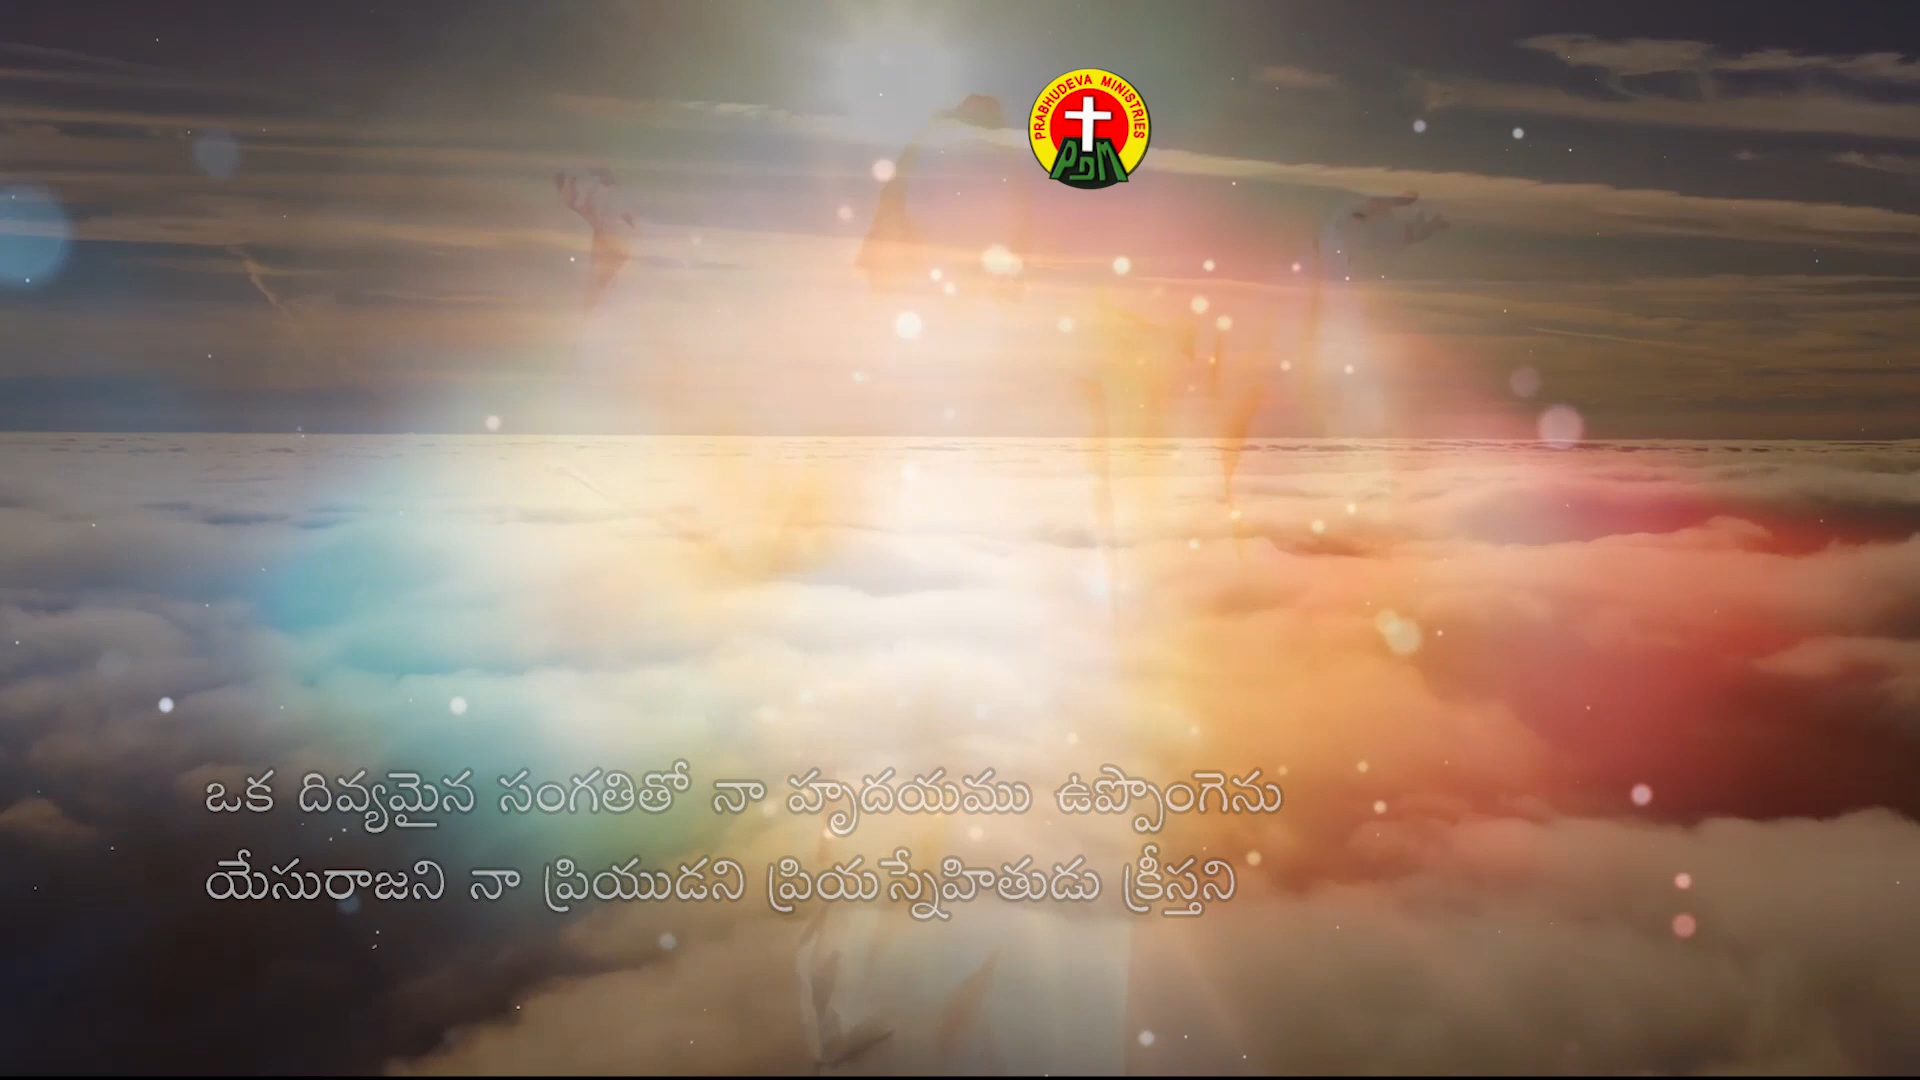 PRABHUDEVA MINISTRIES
PDM
ఒక దివ్యమైన సంగతితో నా హృదయము ఉప్పొంగెను
యేసురాజని నా ప్రియుడని ప్రియస్నేహితుడు క్రీస్తని